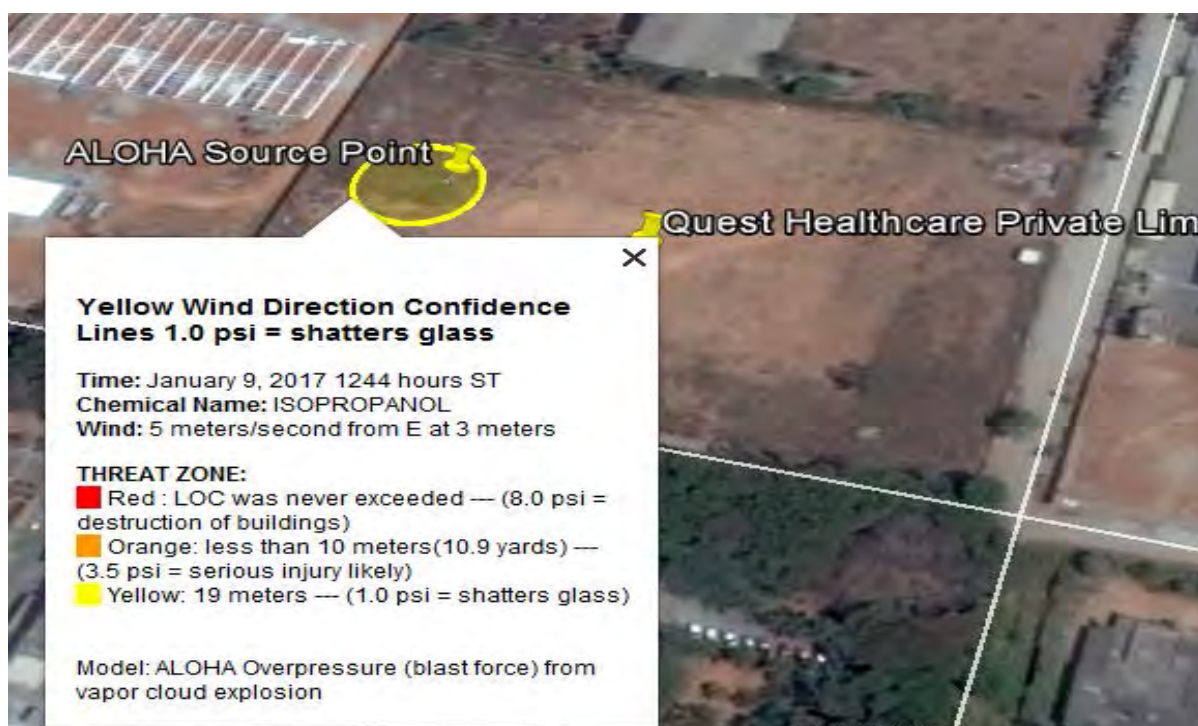 ALOHA Source Point
Quest Healthcare Private Lim
Yellow Wind Direction Confidence
Lines 1.0 psi = shatters glass
Time: January 9, 2017 1244 hours ST
Chemical Name: ISOPROPANOL
Wind: 5 meters/second from E at 3 meters
THREAT ZONE:
Red : LOC was never exceeded --- (8.0 psi =
destruction of buildings)
Orange: less than 10 meters(10.9 yards) ---
(3.5 psi = serious injury likely)
Yellow: 19 meters --- (1.0 psi = shatters glass)
Model: ALOHA Overpressure (blast force) from
vapor cloud explosion